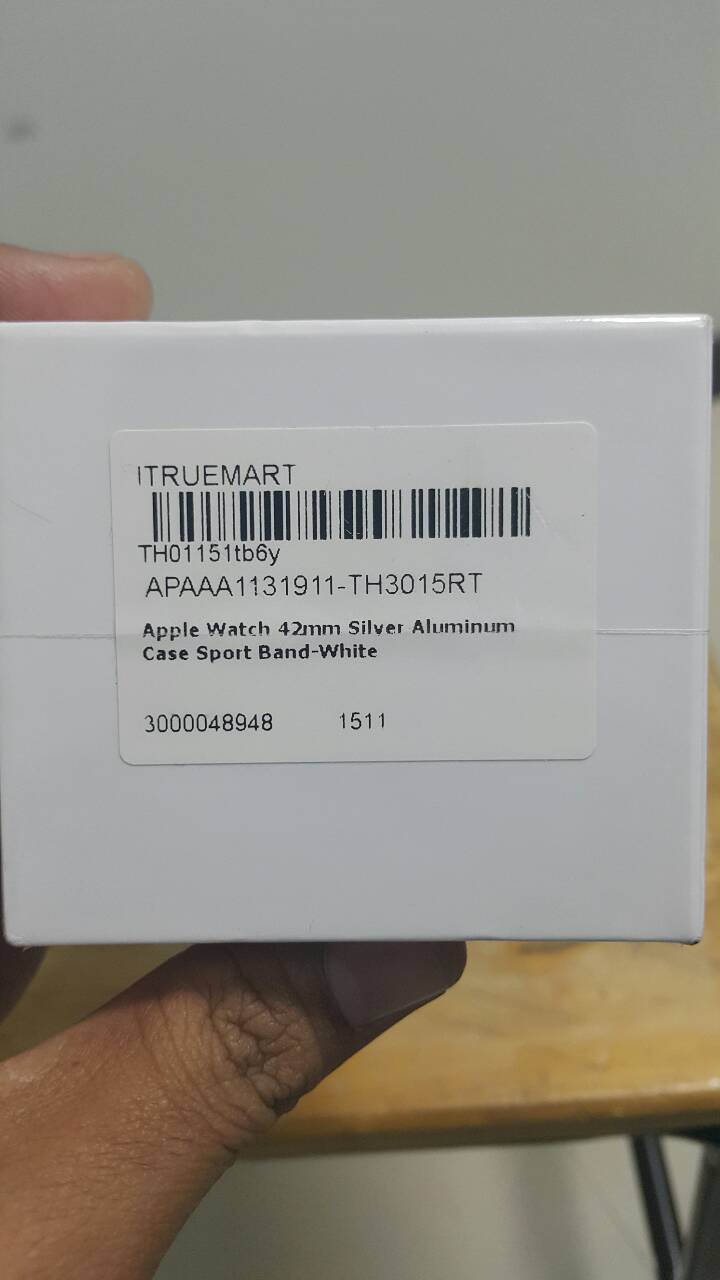 ITRUEMART
TH01151tb6y
APAAA1131911-TH3015RT
Apple Watch 42mm Silver Aluminum
Case Sport Band-White
3000048948 1511